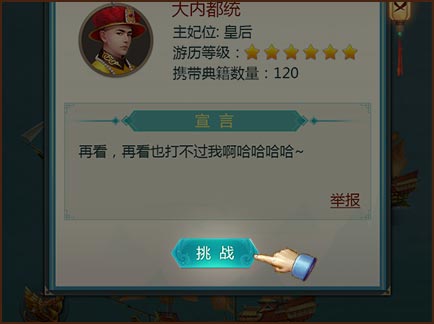 大内都统
主妃位: 皇后
游历等级:
携带典籍数量: 120
宣言
再看，再看也打不过我啊哈哈哈哈~
举报
挑战